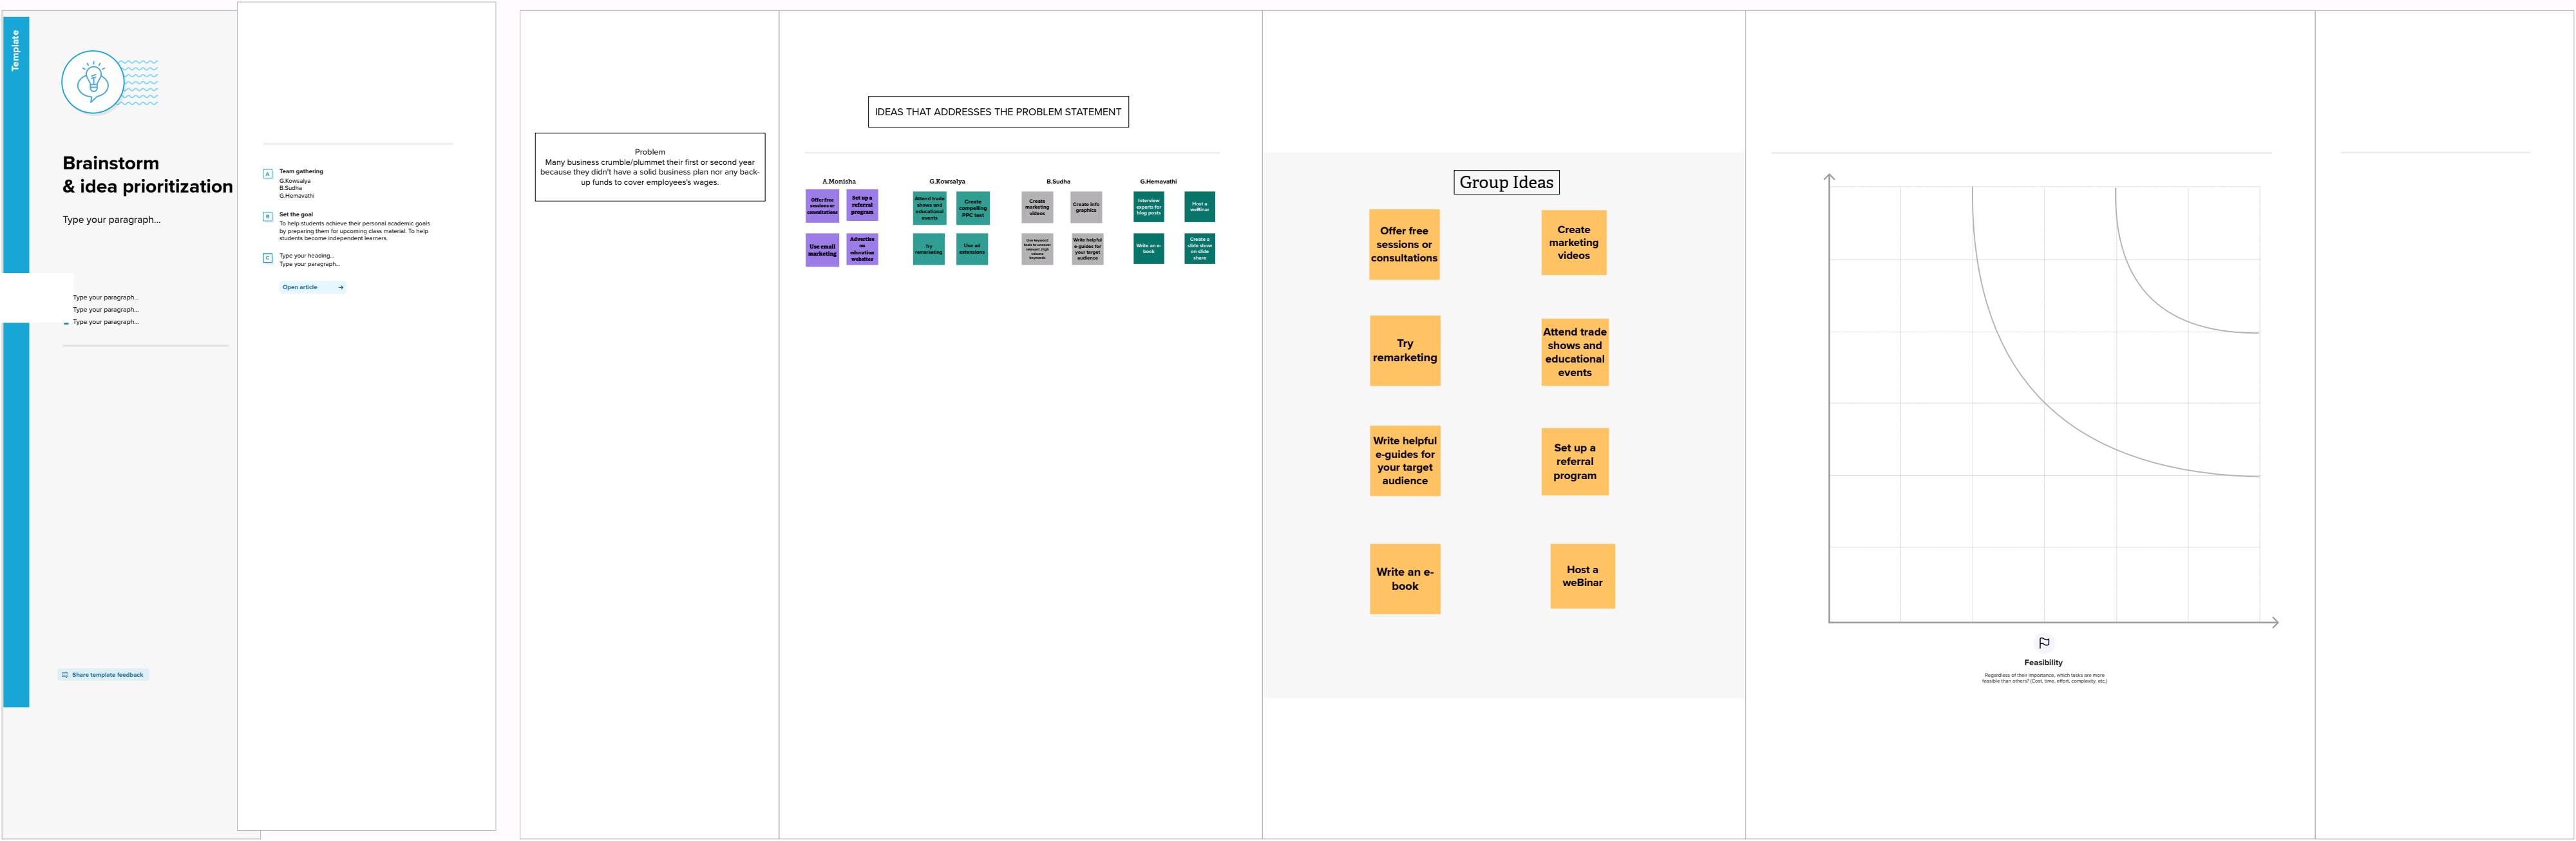 Template
Brainstorm
& idea prioritization
Type your paragraph...
Type your paragraph...
Type your paragraph...
Type your paragraph...
Share template feedback
A
Team gathering
G.Kowsalya
B.Sudha
G.Hemavathi
B
Set the goal
To help students achieve their personal academic goals
by preparing them for upcoming class material. To help
students become independent learners.
C
Type your heading...
Type your paragraph...
Open article
Problem
Many business crumble/plummet their first or second year
because they didn't have a solid business plan nor any back-
up funds to cover employees's wages.
IDEAS THAT ADDRESSES THE PROBLEM STATEMENT
A.Monisha
Offer free
sessions or
consultations
Set up a
referral
program
Use email
marketing
Advertise
on
education
websites
G.Kowsalya
Attend trade
shows and
educational
events
Create
compelling
PPC text
Try
remarketing
Use ad
extensions
B.Sudha
Create
marketing
videos
Create info
graphics
Use keyword
tools to uncover
relevant ,high
volume
keywords
Write helpful
e-guides for
your target
audience
G.Hemavathi
Interview
experts for
blog posts
Host a
weBinar
Write an e-
book
Create a
slide show
on slide
share
Group Ideas
Offer free
sessions or
consultations
Create
marketing
videos
Try
remarketing
Attend trade
shows and
educational
events
Write helpful
e-guides for
your target
audience
Set up a
referral
program
Write an e-
book
Host a
weBinar
Feasibility
Regardless of their importance, which tasks are more
feasible than others? (Cost, time, effort, complexity, etc.)